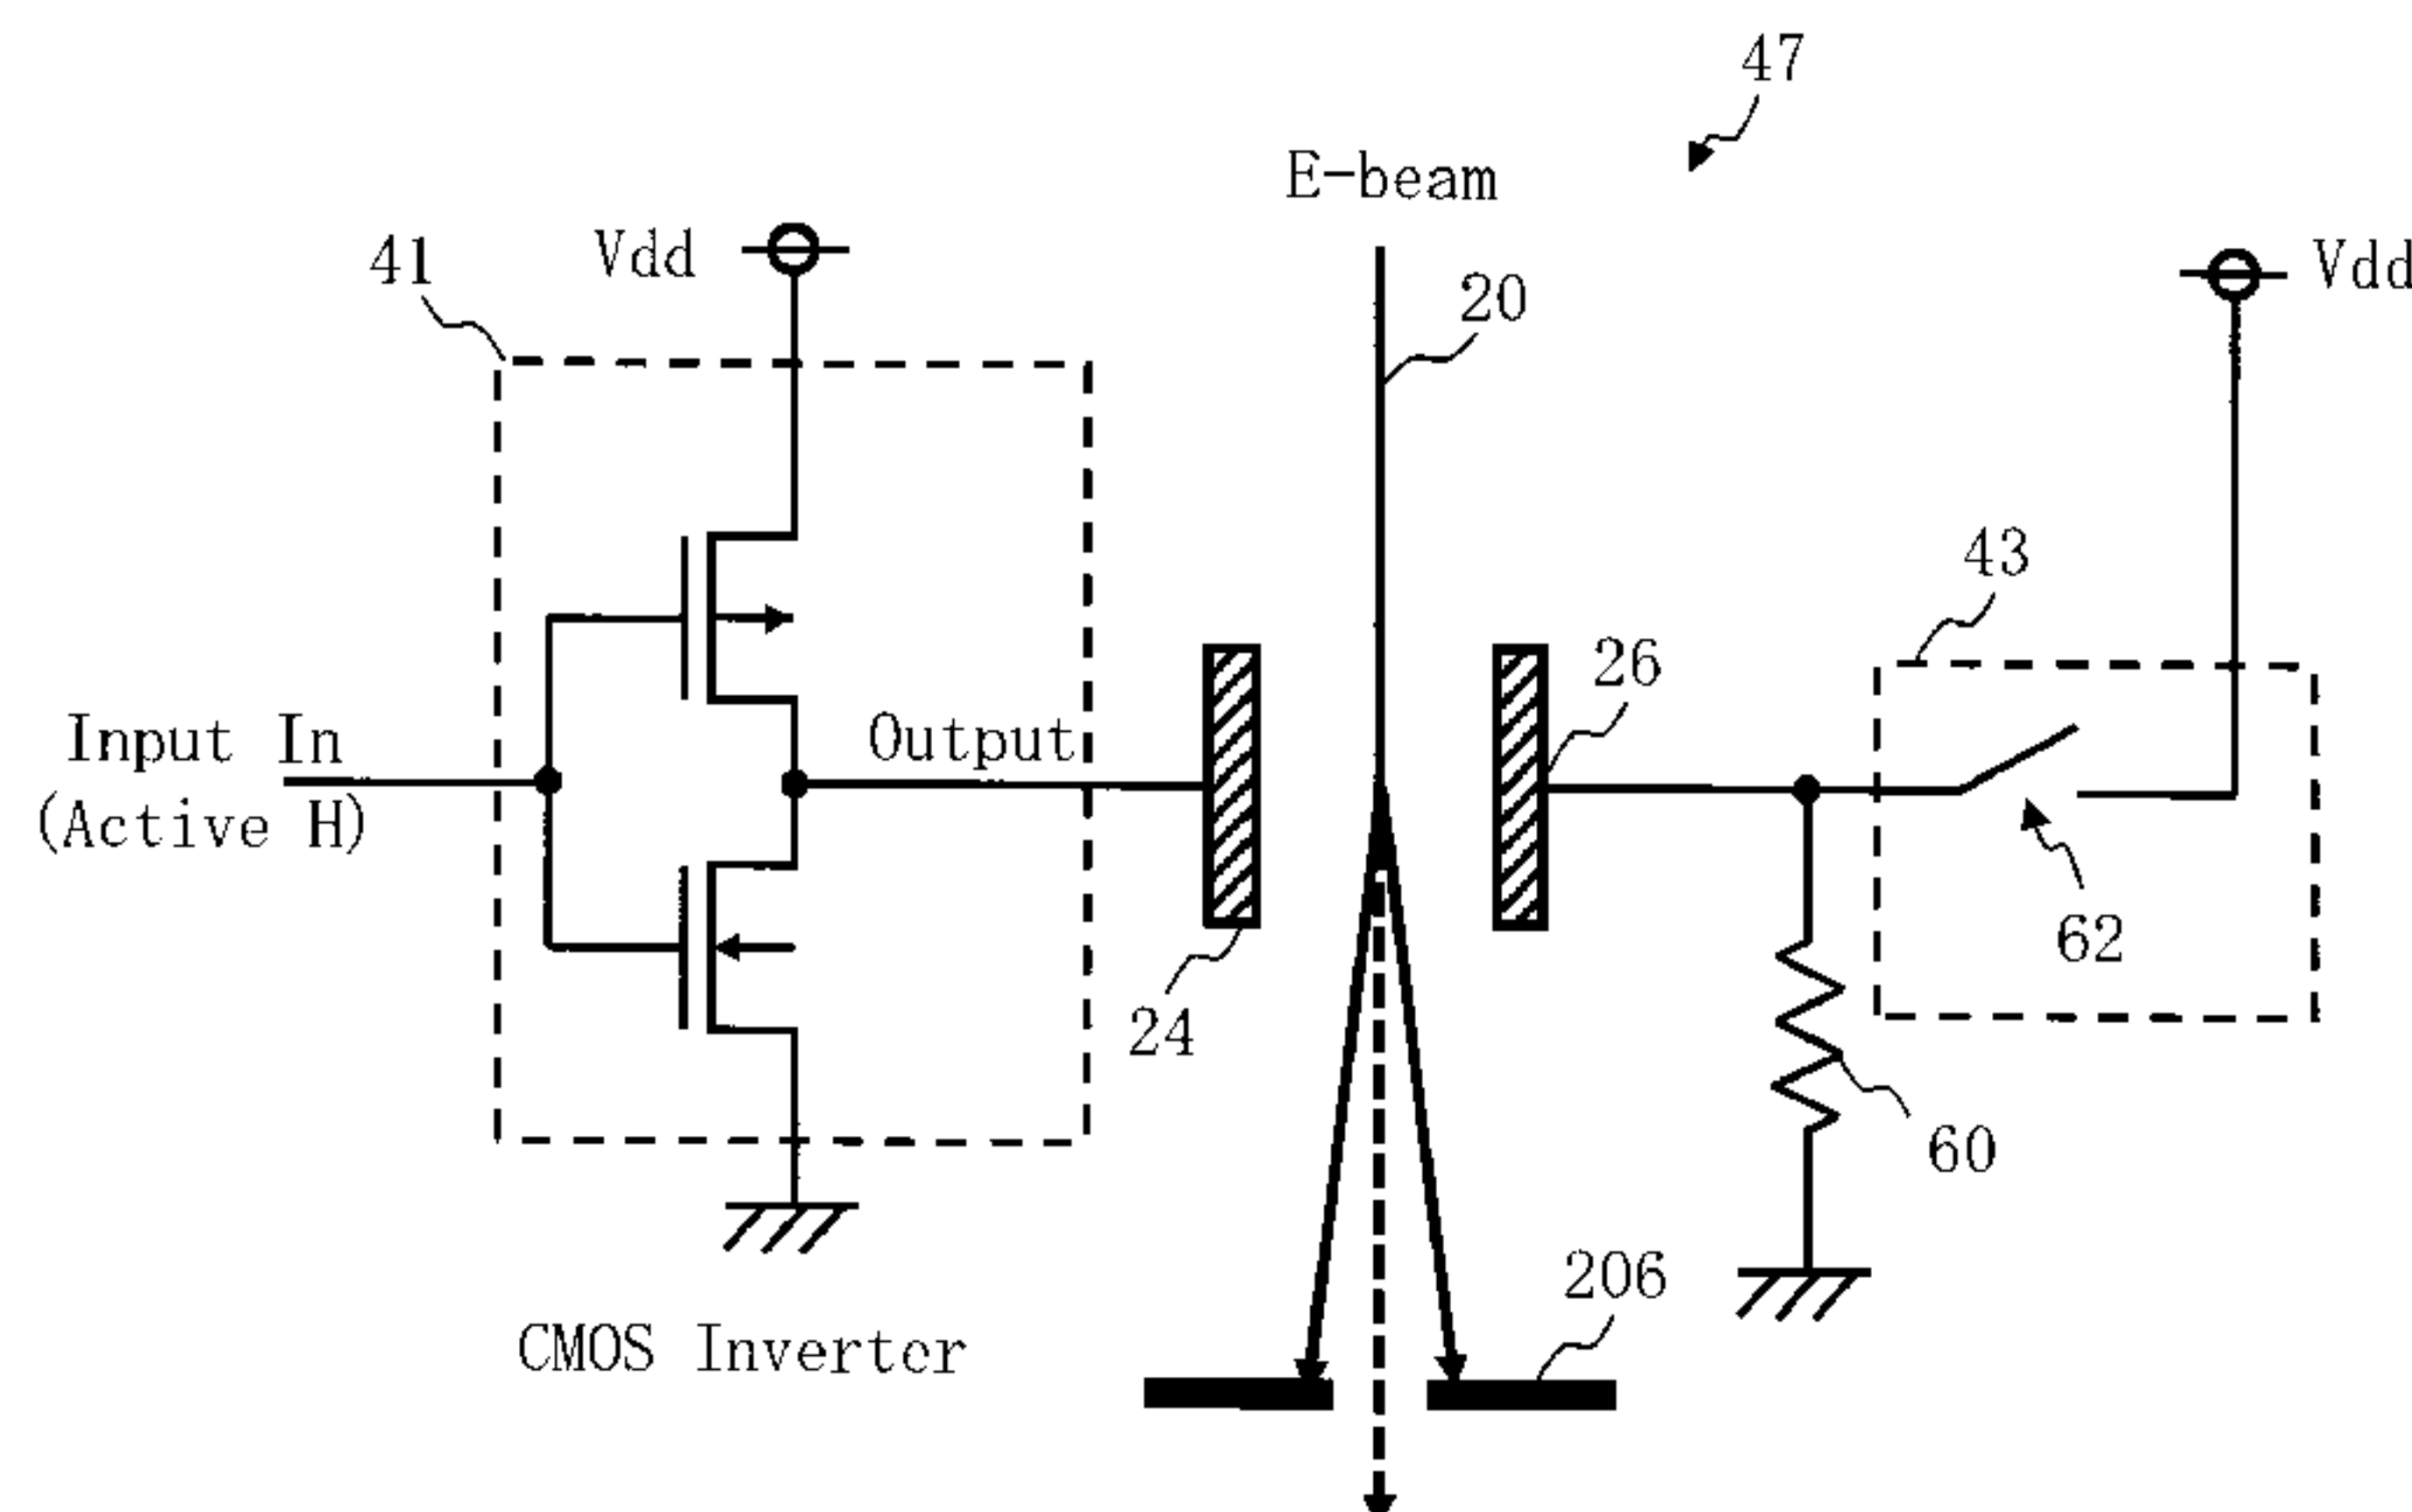 47
E-beam
41
Vdd
20
Vdd
43
26
Input In
(Active H)
Output
62
24
60
206
CMOS Inverter